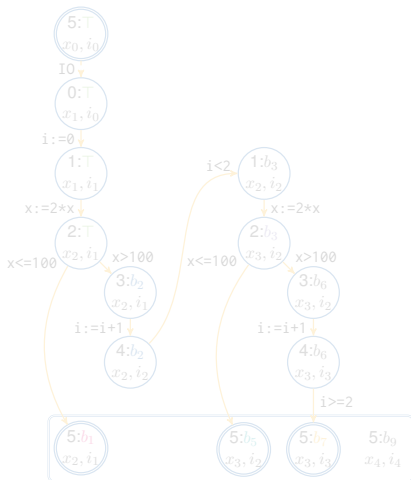 5:⊤
x₀, i₀
IO
0:⊤
x₁, i₀
i:=0
1:⊤
x₁, i₁
x:=2*x
2:⊤
x₂, i₁
x<=100
x>100
3:b₂
x₂, i₁
i:=i+1
4:b₂
x₂, i₂
i<2
1:b₃
x₂, i₂
x:=2*x
2:b₃
x₃, i₂
x<=100
x>100
3:b₆
x₃, i₂
i:=i+1
4:b₆
x₃, i₃
i>=2
5:b₁
x₂, i₁
5:b₅
x₃, i₂
5:b₇
x₃, i₃
5:b₉
x₄, i₄